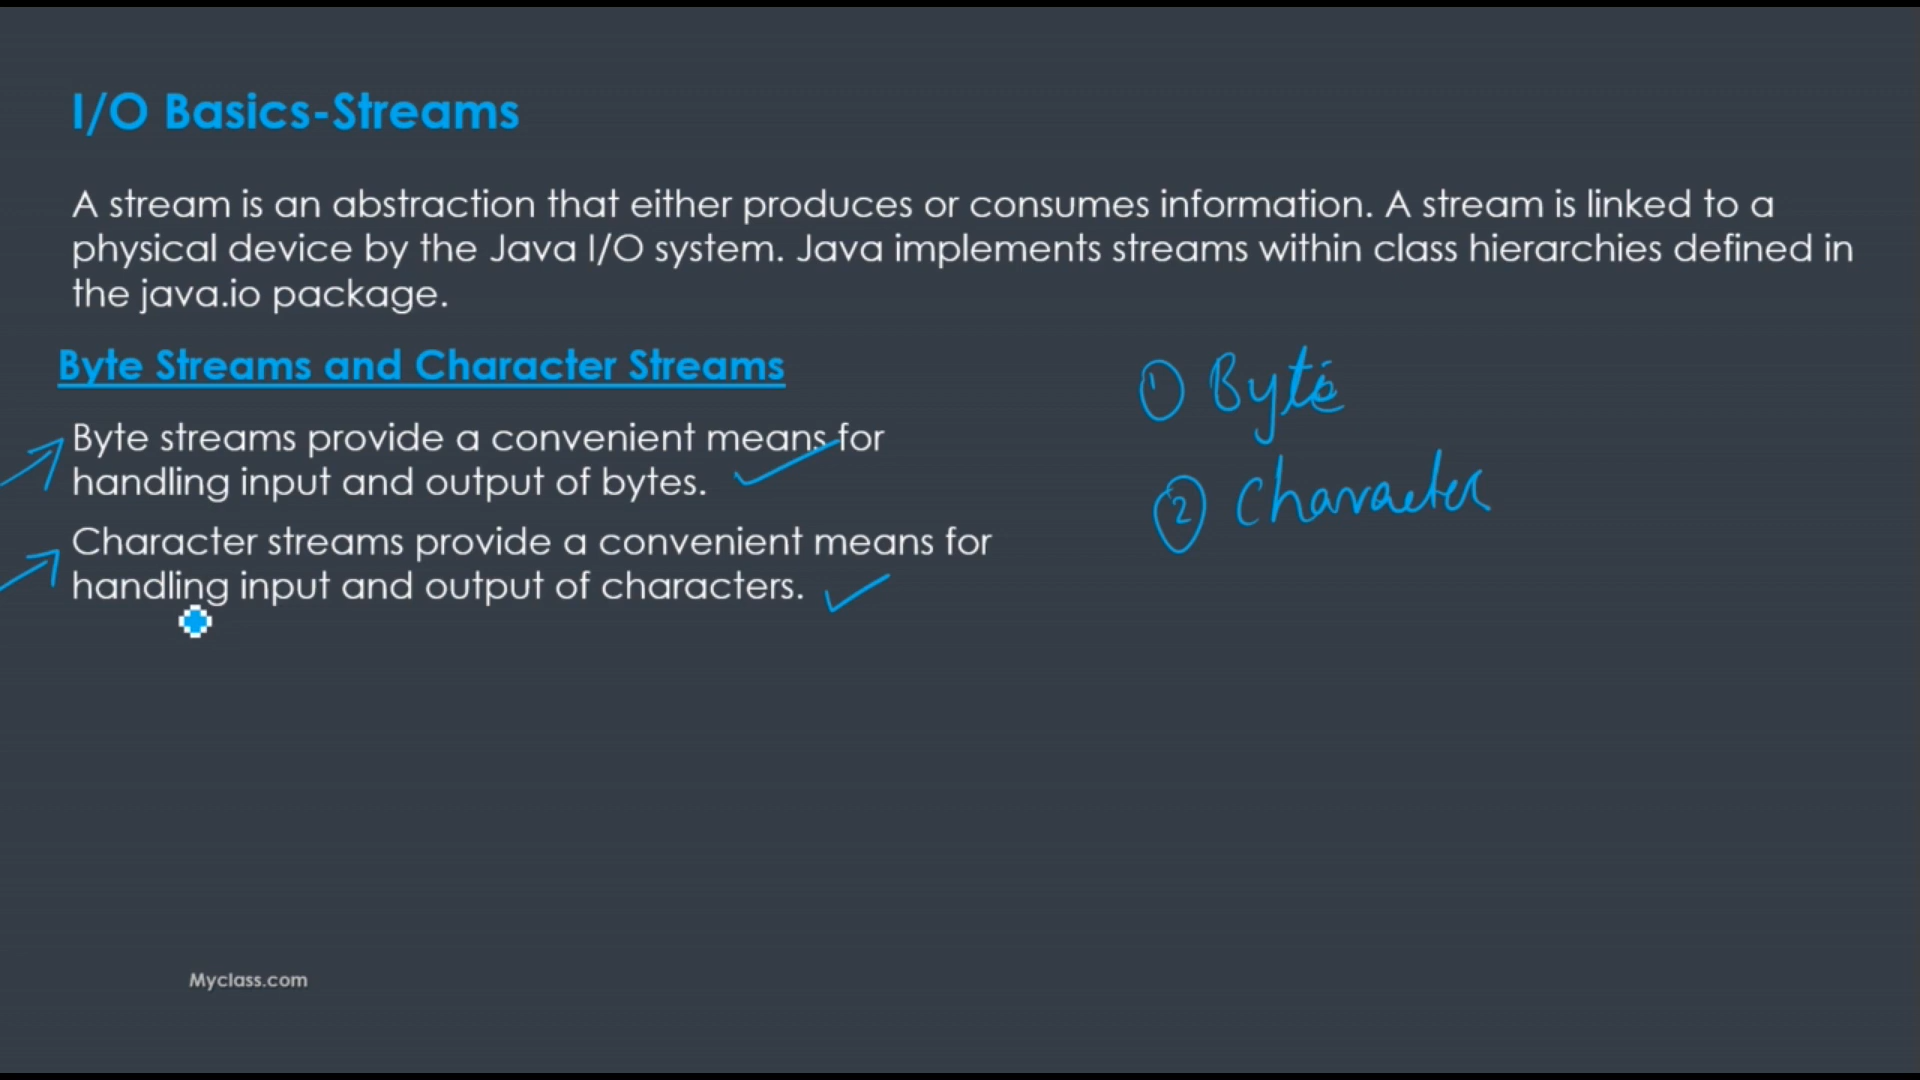 I/O Basics-Streams
A stream is an abstraction that either produces or consumes information. A stream is linked to a
physical device by the Java I/O system. Java implements streams within class hierarchies defined in
the java.io package.
Byte Streams and Character Streams
Byte streams provide a convenient means for
handling input and output of bytes.
Character streams provide a convenient means for
handling input and output of characters.
① Byte
② Character
Myclass.com